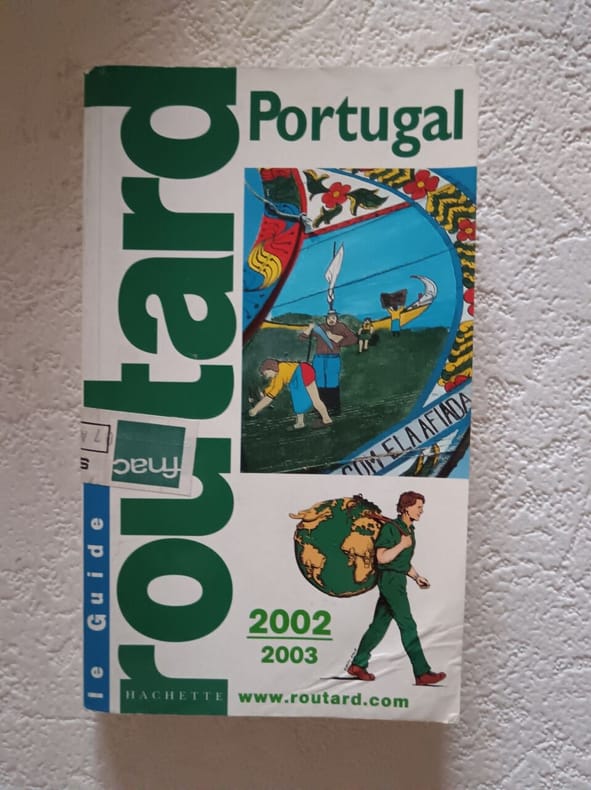 Portugal
le Guide
routard
fnac
COM ELA AFIADA
2002
2003
HACHETTE
www.routard.com